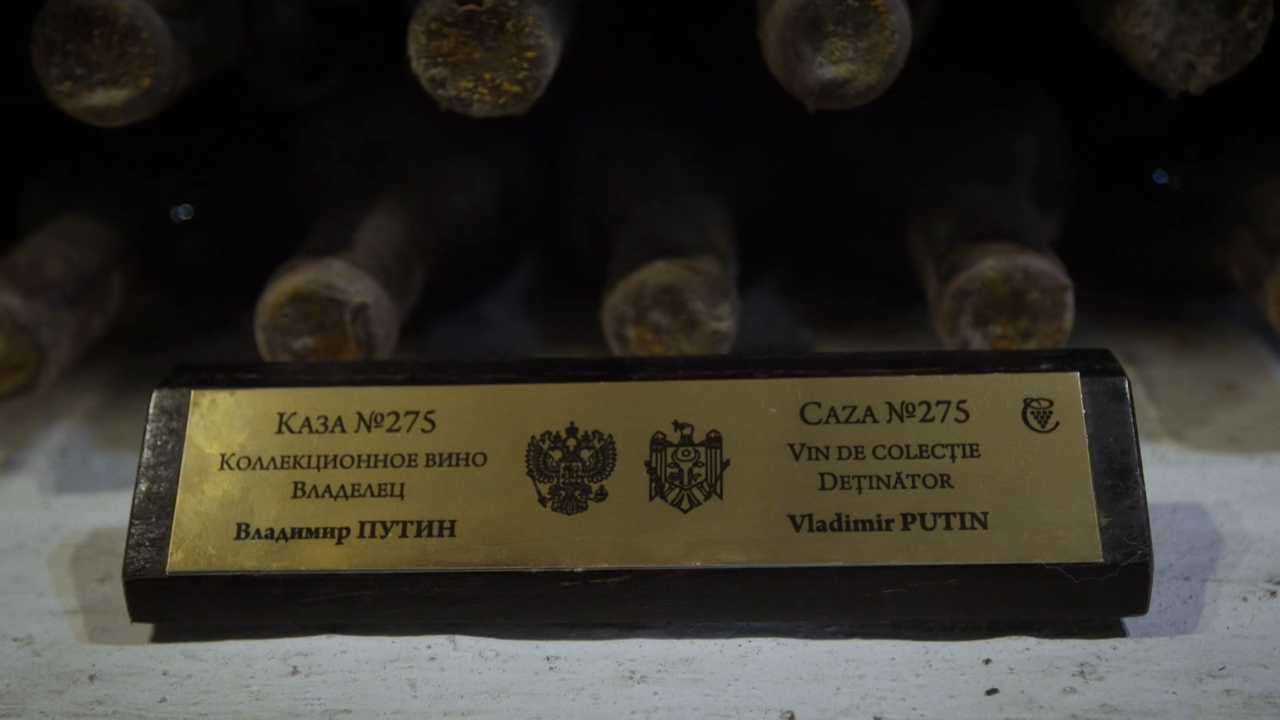 Каза №275
Коллекционное вино
Владелец
Владимир ПУТИН
Caza №275
Vin de colecție
Deținător
Vladimir PUTIN